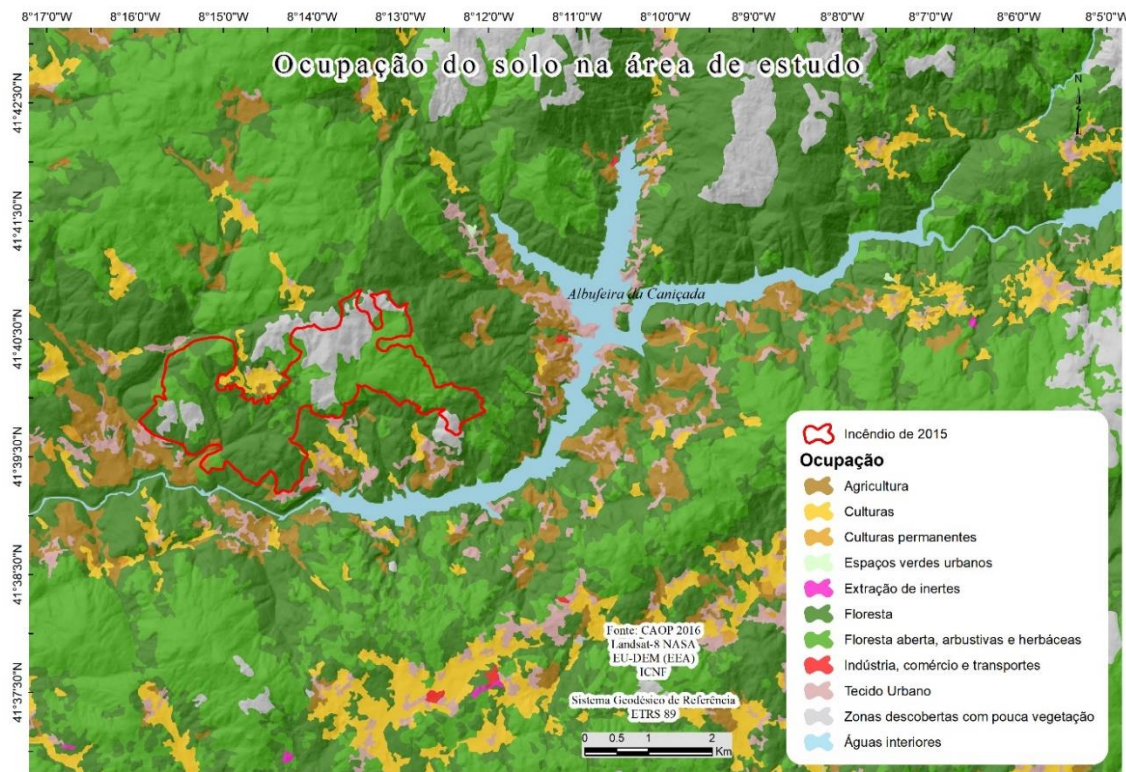 8°17'0"W 8°16'0"W 8°15'0"W 8°14'0"W 8°13'0"W 8°12'0"W 8°11'0"W 8°10'0"W 8°9'0"W 8°8'0"W 8°7'0"W 8°6'0"W 8°5'0"W
Ocupação do solo na área de estudo
N
41°42'30"N
41°41'30"N
41°40'30"N
41°39'30"N
41°38'30"N
41°37'30"N
Albufeira da Caniçada
Incêndio de 2015
Ocupação
Agricultura
Culturas
Culturas permanentes
Espaços verdes urbanos
Extração de inertes
Floresta
Floresta aberta, arbustivas e herbáceas
Indústria, comércio e transportes
Tecido Urbano
Zonas descobertas com pouca vegetação
Águas interiores
Fonte: CAOP 2016
Landsat-8 NASA
EU-DEM (EEA)
ICNF
Sistema Geodésico de Referência
ETRS 89
0 0.5 1 2
Km